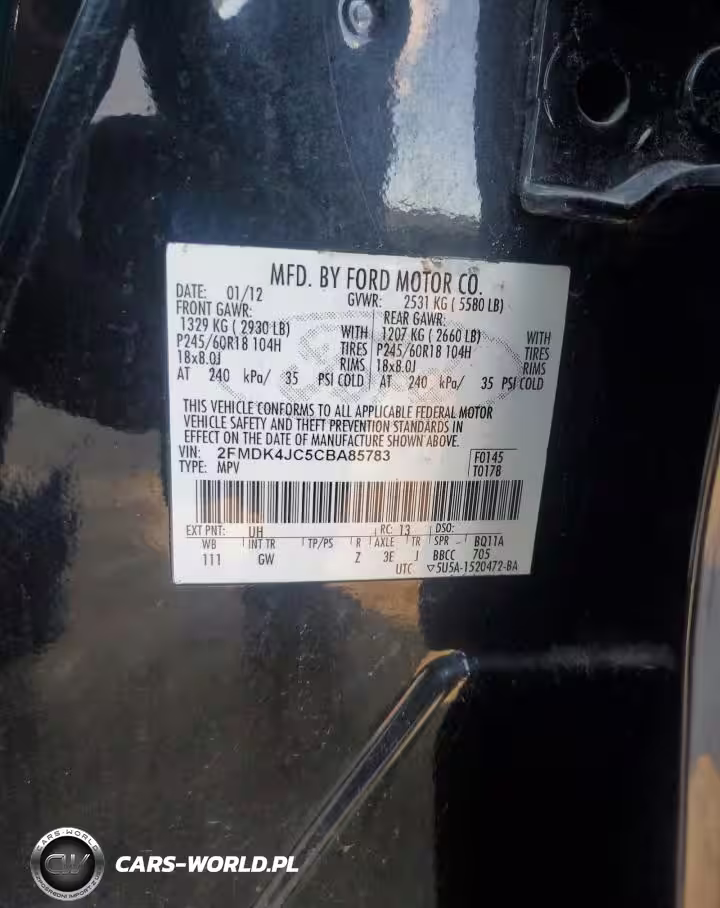 MFD. BY FORD MOTOR CO.
DATE: 01/12 GVWR: 2531 KG ( 5580 LB)
FRONT GAWR: REAR GAWR:
1329 KG ( 2930 LB) WITH 1207 KG ( 2660 LB) WITH
P245/60R18 104H TIRES P245/60R18 104H TIRES
18x8.0J RIMS 18x8.0J RIMS
AT 240 kPa/ 35 PSI COLD AT 240 kPa/ 35 PSI COLD
THIS VEHICLE CONFORMS TO ALL APPLICABLE FEDERAL MOTOR
VEHICLE SAFETY AND THEFT PREVENTION STANDARDS IN
EFFECT ON THE DATE OF MANUFACTURE SHOWN ABOVE.
VIN: 2FMDK4JC5CBA85783 F0145
TYPE: MPV T0178
EXT PNT: UH RC: 13 DSO:
WB INT TR TP/PS R AXLE TR SPR BQ11A
111 GW Z 3E J BBCC 705
UTC ▽5U5A-1520472-BA
CARS-WORLD
CW
CARS-WORLD.PL